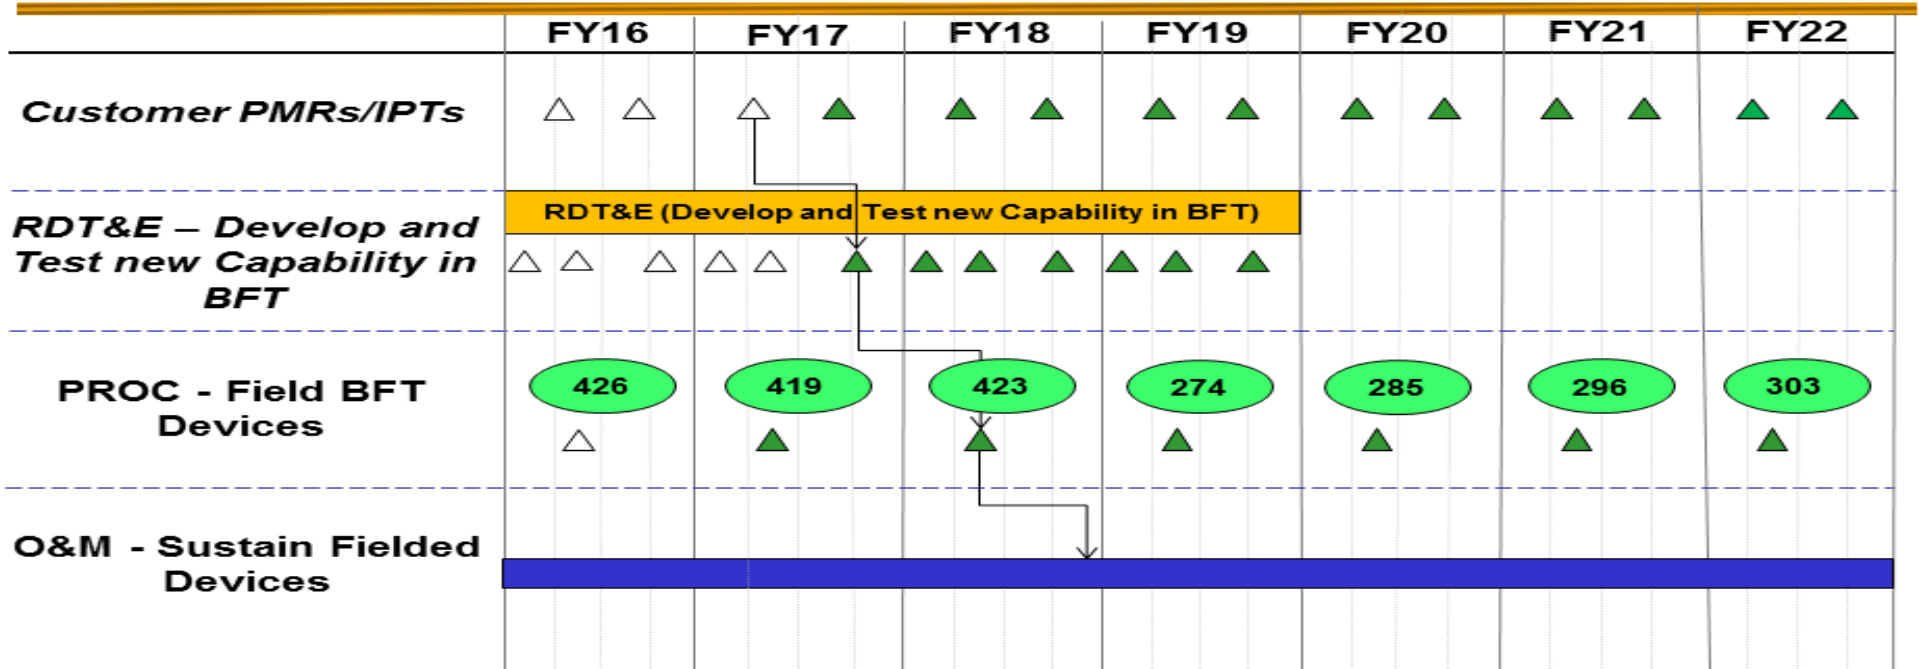 FY16 FY17 FY18 FY19 FY20 FY21 FY22
Customer PMRs/IPTs
RDT&E (Develop and Test new Capability in BFT)
RDT&E – Develop and
Test new Capability in
BFT
426 419 423 274 285 296 303
PROC - Field BFT
Devices
O&M - Sustain Fielded
Devices